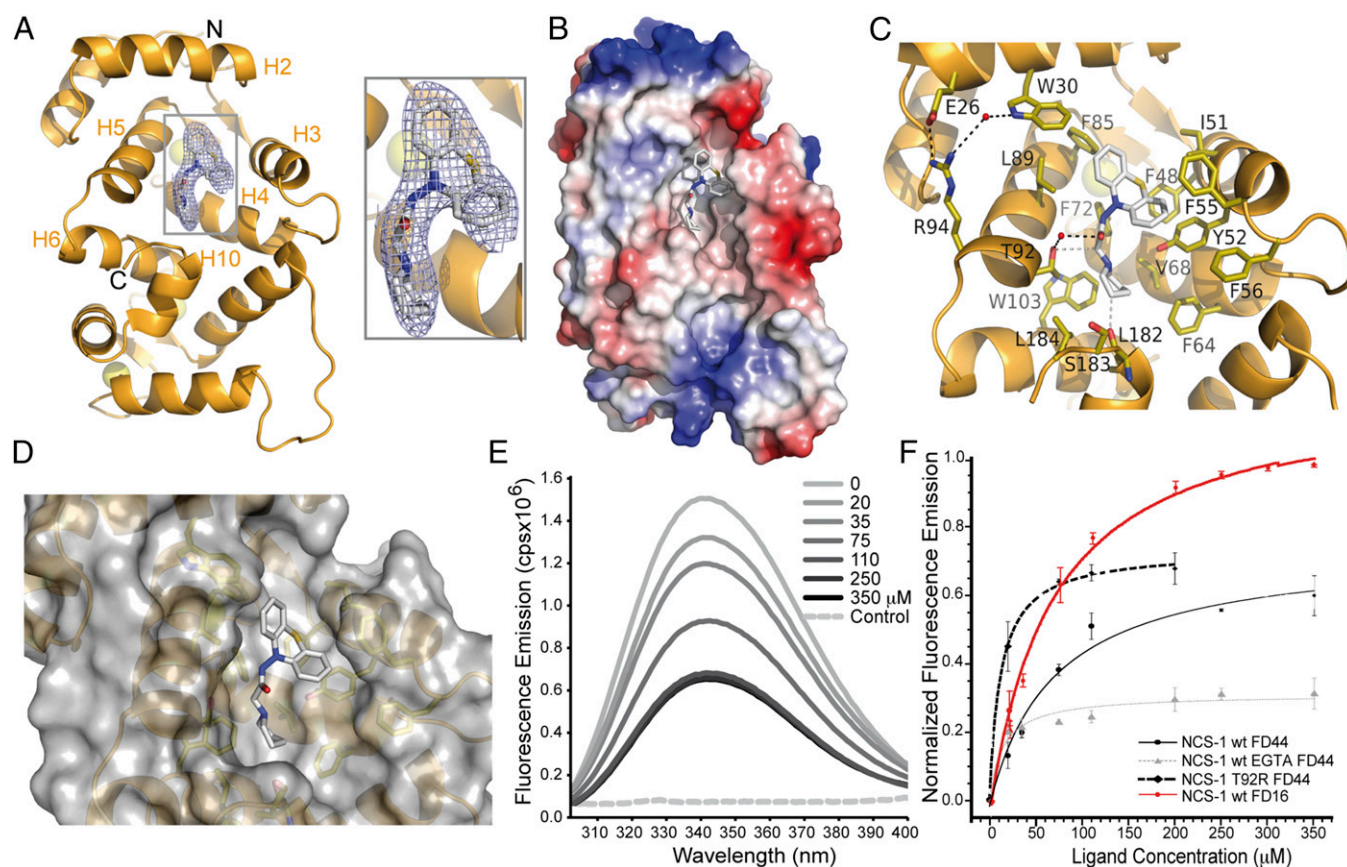 A
N
H2
H5
H3
H4
H6
H10
C
B
C
W30
E26
F85
I51
L89
F48
F55
R94
F72
Y52
T92
V68
F56
W103
L184
L182
F64
S183
D
E
Fluorescence Emission (cpsx10⁶)
1.6
1.4
1.2
1.0
0.8
0.6
0.4
0.2
0.0
310 320 330 340 350 360 370 380 390 400
Wavelength (nm)
0
20
35
75
110
250
350 µM
Control
F
Normalized Fluorescence Emission
1.0
0.8
0.6
0.4
0.2
0.0
0 50 100 150 200 250 300 350
Ligand Concentration (µM)
NCS-1 wt FD44
NCS-1 wt EGTA FD44
NCS-1 T92R FD44
NCS-1 wt FD16